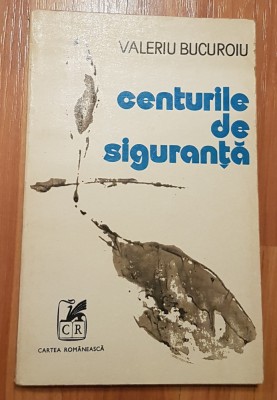 VALERIU BUCUROIU
centurile
de
siguranță
CR
CARTEA ROMÂNEASCĂ